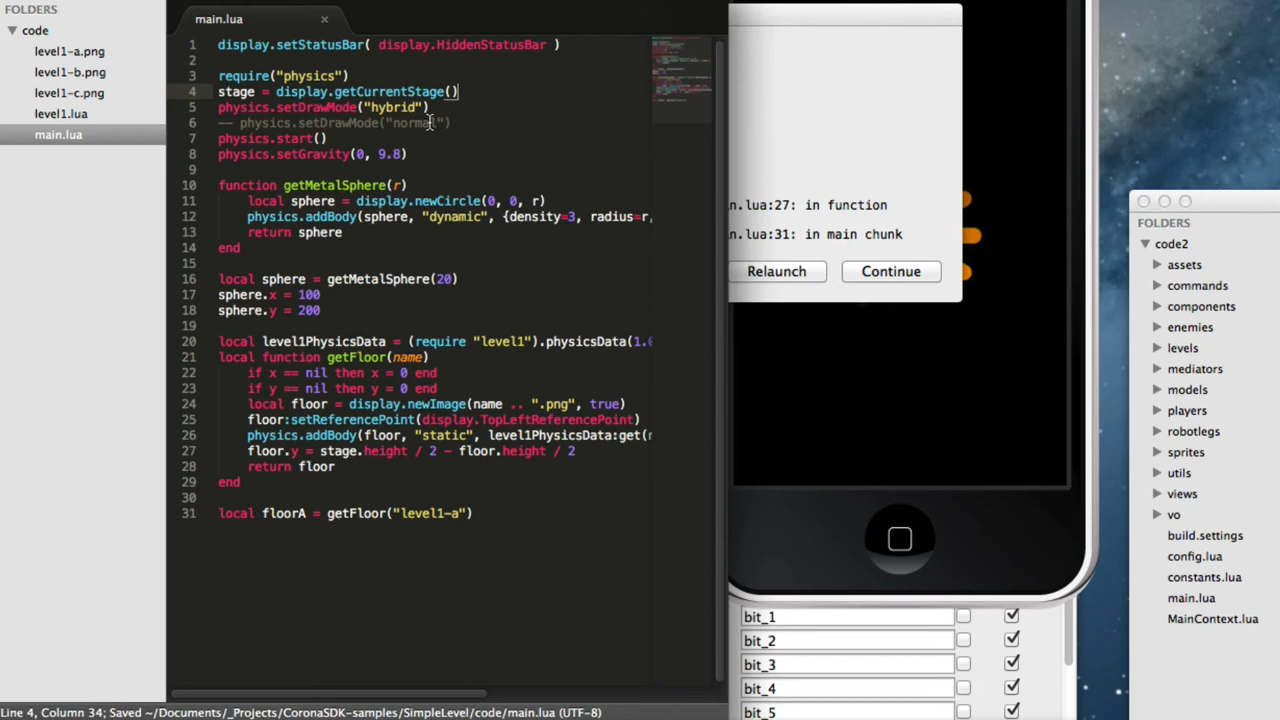 FOLDERS
code
level1-a.png
level1-b.png
level1-c.png
level1.lua
main.lua
main.lua ×
1 display.setStatusBar( display.HiddenStatusBar )
2
3 require("physics")
4 stage = display.getCurrentStage()
5 physics.setDrawMode("hybrid")
6 -- physics.setDrawMode("normal")
7 physics.start()
8 physics.setGravity(0, 9.8)
9
10 function getMetalSphere(r)
11 local sphere = display.newCircle(0, 0, r)
12 physics.addBody(sphere, "dynamic", {density=3, radius=r,
13 return sphere
14 end
15
16 local sphere = getMetalSphere(20)
17 sphere.x = 100
18 sphere.y = 200
19
20 local level1PhysicsData = (require "level1").physicsData(1.0
21 local function getFloor(name)
22 if x == nil then x = 0 end
23 if y == nil then y = 0 end
24 local floor = display.newImage(name .. ".png", true)
25 floor:setReferencePoint(display.TopLeftReferencePoint)
26 physics.addBody(floor, "static", level1PhysicsData:get(
27 floor.y = stage.height / 2 - floor.height / 2
28 return floor
29 end
30
31 local floorA = getFloor("level1-a")
Line 4, Column 34; Saved ~/Documents/_Projects/CoronaSDK-samples/SimpleLevel/code/main.lua (UTF-8)
in.lua:27: in function
in.lua:31: in main chunk
Relaunch Continue
bit_1
bit_2
bit_3
bit_4
bit_5
FOLDERS
code2
assets
commands
components
enemies
levels
mediators
models
players
robotlegs
sprites
utils
views
vo
build.settings
config.lua
constants.lua
main.lua
MainContext.lua